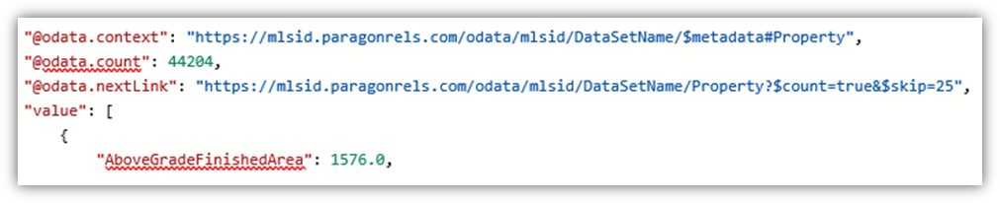 "@odata.context": "https://mlsid.paragonrels.com/odata/mlsid/DataSetName/$metadata#Property",
"@odata.count": 44204,
"@odata.nextLink": "https://mlsid.paragonrels.com/odata/mlsid/DataSetName/Property?$count=true&$skip=25",
"value": [
{
"AboveGradeFinishedArea": 1576.0,